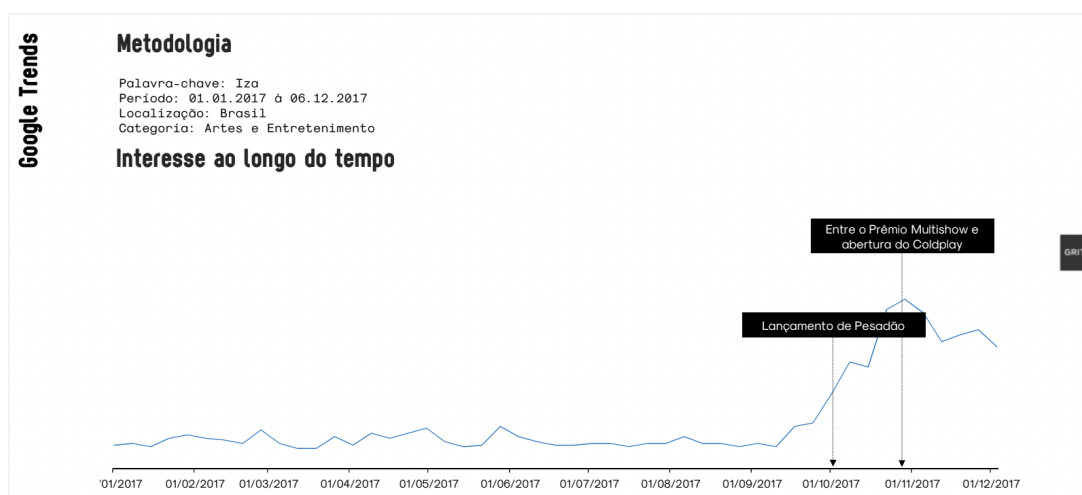 Google Trends
Metodologia
Palavra-chave: Iza
Período: 01.01.2017 à 06.12.2017
Localização: Brasil
Categoria: Artes e Entretenimento
Interesse ao longo do tempo
Entre o Prêmio Multishow e
abertura do Coldplay
GRIT
Lançamento de Pesadão
'01/2017 01/02/2017 01/03/2017 01/04/2017 01/05/2017 01/06/2017 01/07/2017 01/08/2017 01/09/2017 01/10/2017 01/11/2017 01/12/2017